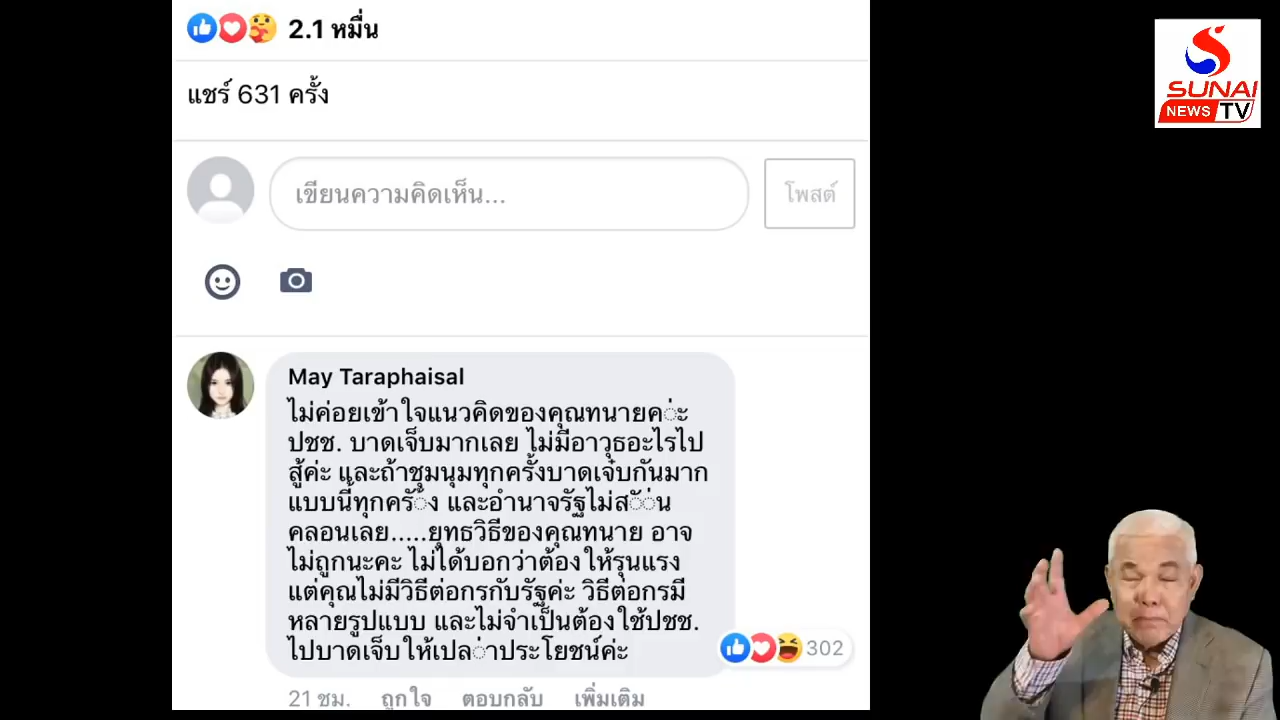 2.1 หมื่น
แชร์ 631 ครั้ง
เขียนความคิดเห็น...
โพสต์
May Taraphaisal
ไม่ค่อยเข้าใจแนวคิดของคุณทนายค่ะ
ปชช. บาดเจ็บมากเลย ไม่มีอาวุธอะไรไป
สู้ค่ะ และถ้าชุมนุมทุกครั้งบาดเจ๋บกันมาก
แบบนี้ทุกครั้ง และอำนาจรัฐไม่สั่น
คลอนเลย.....ยุทธวิธีของคุณทนาย อาจ
ไม่ถูกนะคะ ไม่ได้บอกว่าต้องให้รุนแรง
แต่คุณไม่มีวิธีต่อกรกับรัฐค่ะ วิธีต่อกรมี
หลายรูปแบบ และไม่จำเป็นต้องใช้ปชช.
ไปบาดเจ็บให้เปล่าประโยชน์ค่ะ
302
21 ชม. ถูกใจ ตอบกลับ เพิ่มเติม
SUNAI
NEWS TV